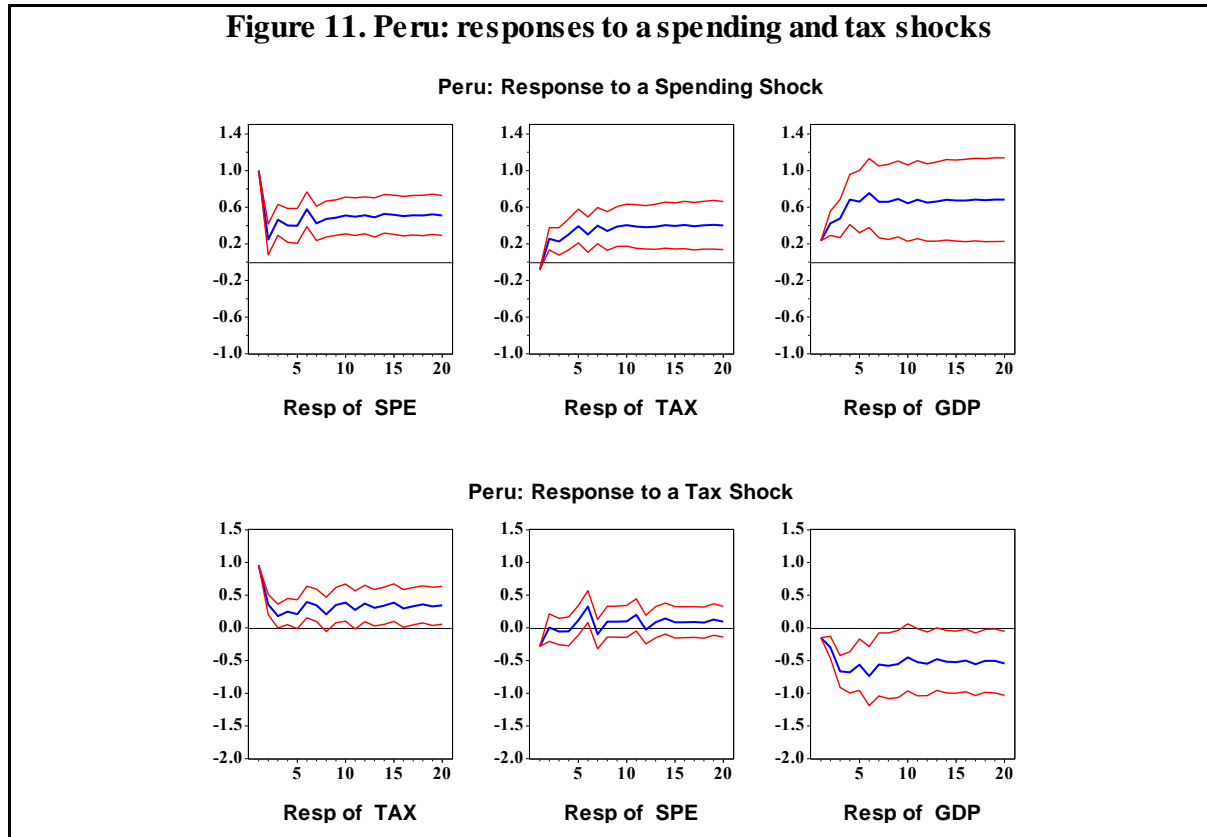 Figure 11. Peru: responses to a spending and tax shocks
Peru: Response to a Spending Shock
1.4 1.4 1.4
1.0 1.0 1.0
0.6 0.6 0.6
0.2 0.2 0.2
-0.2 -0.2 -0.2
-0.6 -0.6 -0.6
-1.0 -1.0 -1.0
5 10 15 20 5 10 15 20 5 10 15 20
Resp of SPE Resp of TAX Resp of GDP
Peru: Response to a Tax Shock
1.5 1.5 1.5
1.0 1.0 1.0
0.5 0.5 0.5
0.0 0.0 0.0
-0.5 -0.5 -0.5
-1.0 -1.0 -1.0
-1.5 -1.5 -1.5
-2.0 -2.0 -2.0
5 10 15 20 5 10 15 20 5 10 15 20
Resp of TAX Resp of SPE Resp of GDP